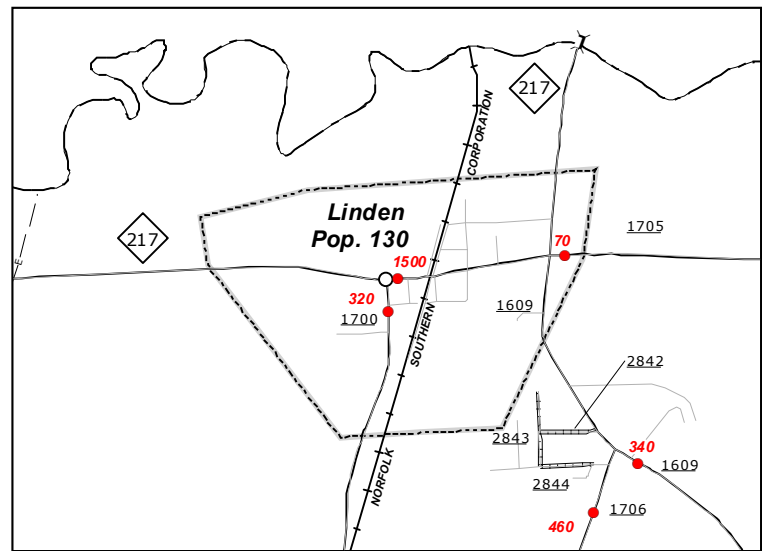 217
CORPORATION
Linden
Pop. 130
217
1705
70
E
1500
320
1700
1609
SOUTHERN
2842
2843
340
1609
NORFOLK
2844
1706
460